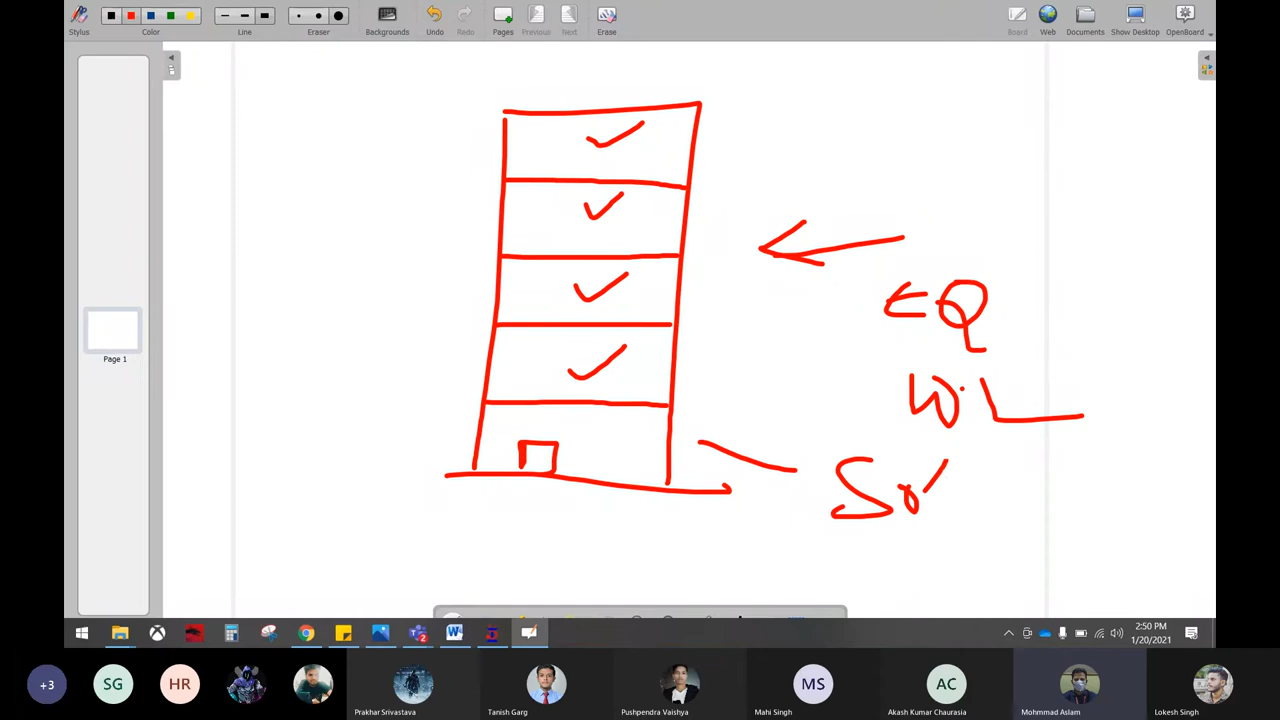 Stylus Color Line Eraser Backgrounds Undo Redo Pages Previous Next Erase Board Web Documents Show Desktop OpenBoard
EQ
Page 1
2:50 PM
1/20/2021
+3 SG HR MS AC
Prakhar Srivastava Tanish Garg Pushpendra Vaishya Mahi Singh Akash Kumar Chaurasia Mohmmad Aslam Lokesh Singh